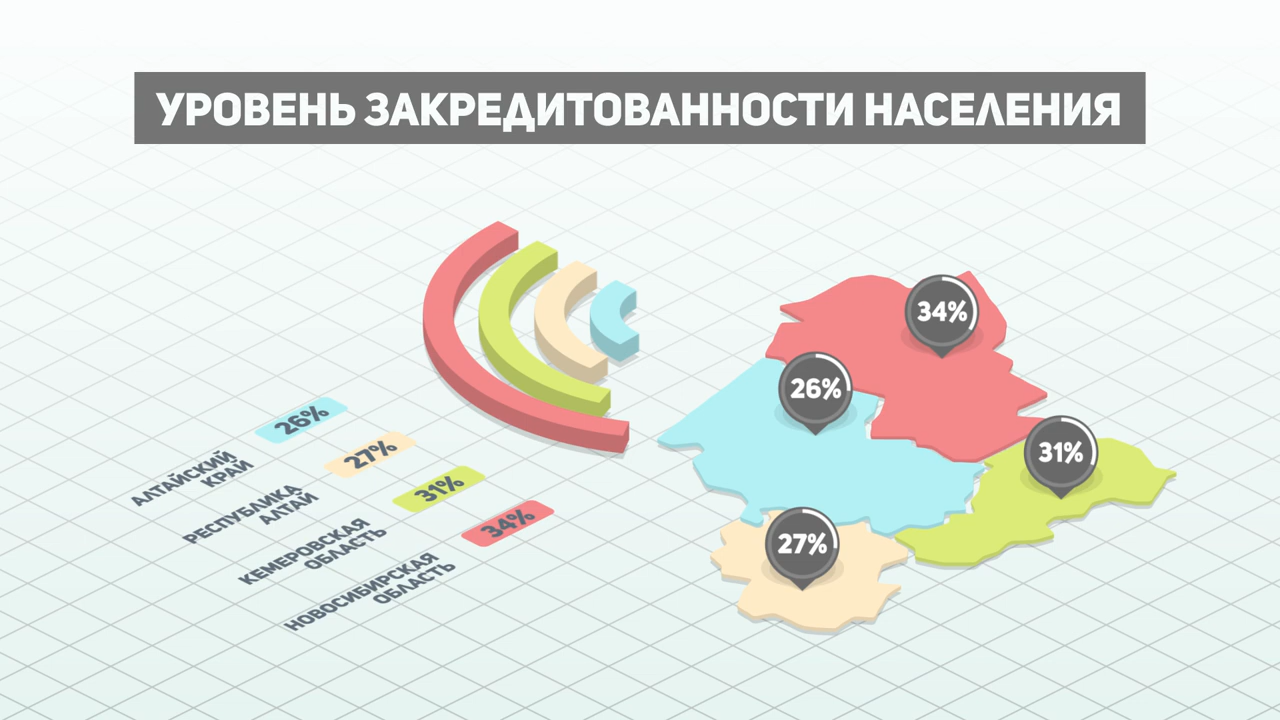 УРОВЕНЬ ЗАКРЕДИТОВАННОСТИ НАСЕЛЕНИЯ
АЛТАЙСКИЙ
КРАЙ
26%
РЕСПУБЛИКА
АЛТАЙ
27%
КЕМЕРОВСКАЯ
ОБЛАСТЬ
31%
НОВОСИБИРСКАЯ
ОБЛАСТЬ
34%
34%
26%
31%
27%